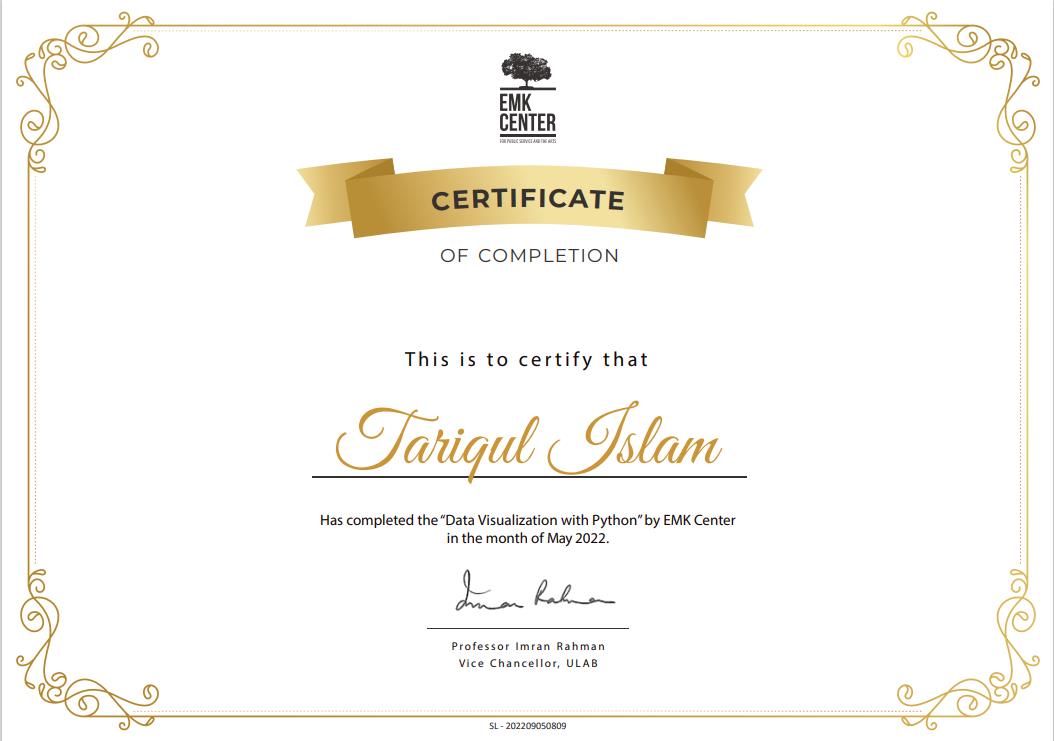 EMK
CENTER
FOR PUBLIC SERVICE AND THE ARTS
CERTIFICATE
OF COMPLETION
This is to certify that
Tariqul Islam
Has completed the “Data Visualization with Python” by EMK Center
in the month of May 2022.
Imran Rahman
Professor Imran Rahman
Vice Chancellor, ULAB
SL - 202209050809